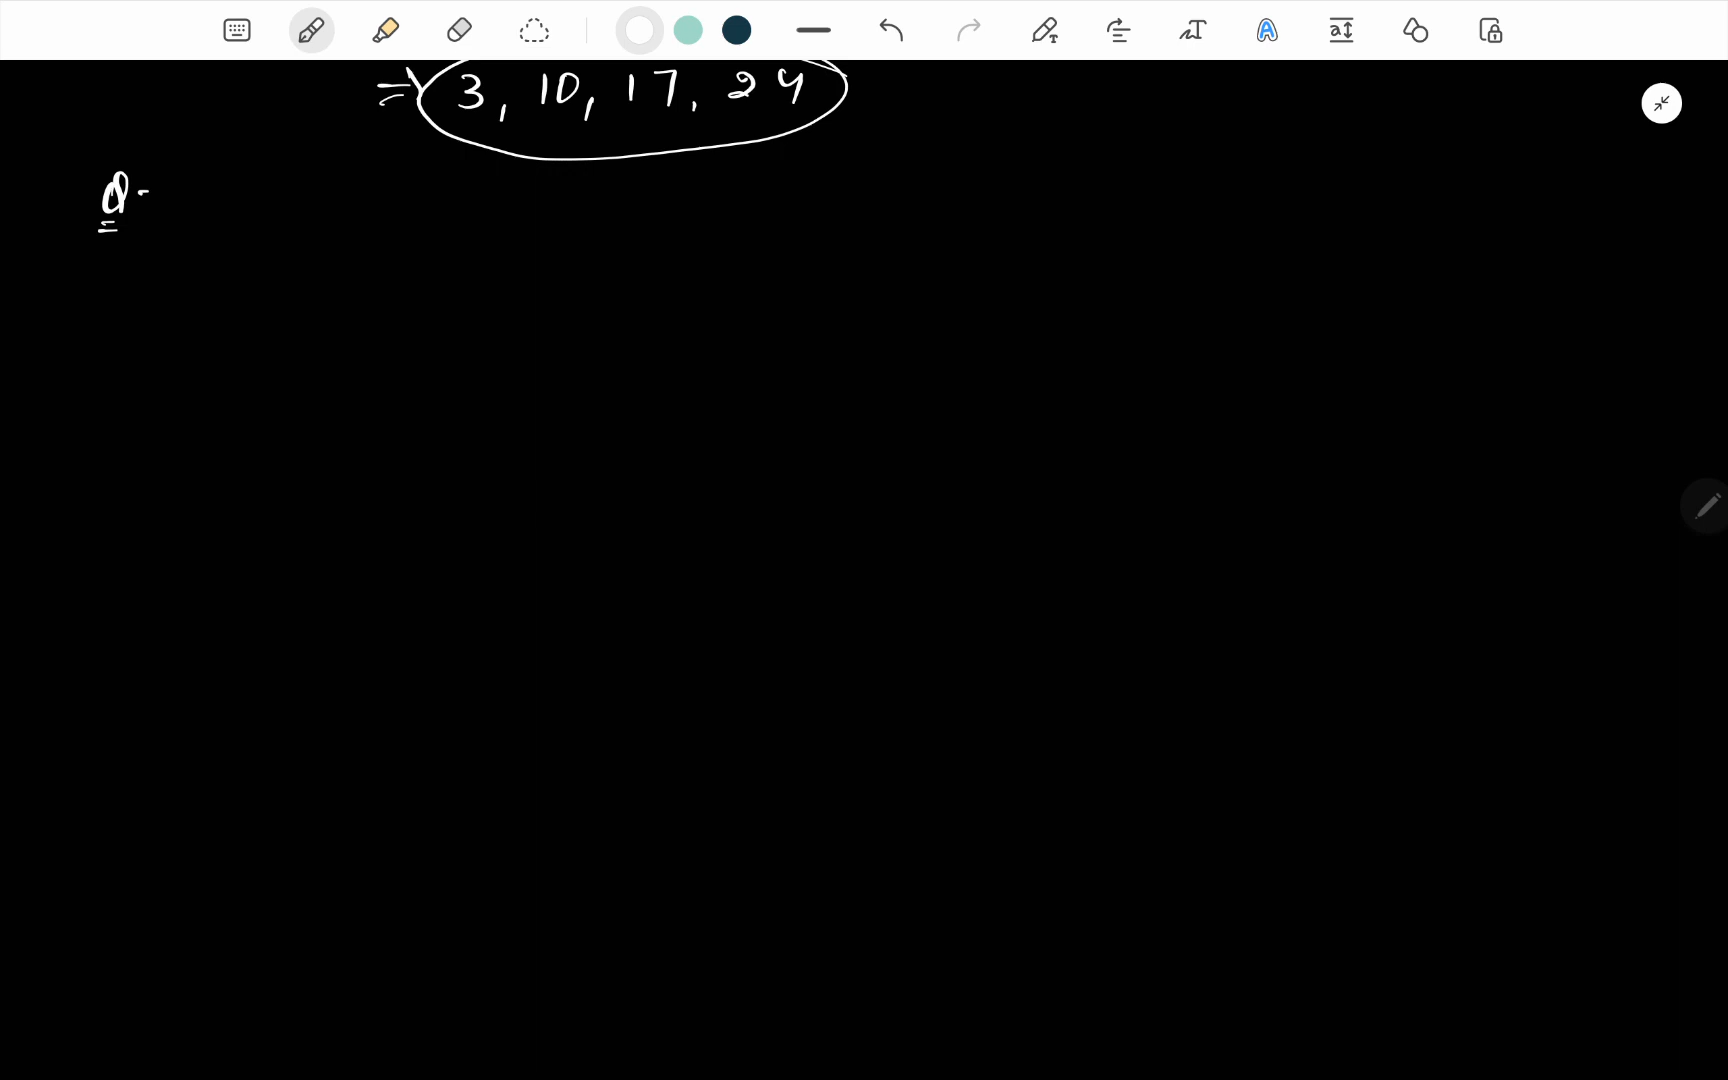 ⇒ 3, 10, 17, 24
Q -